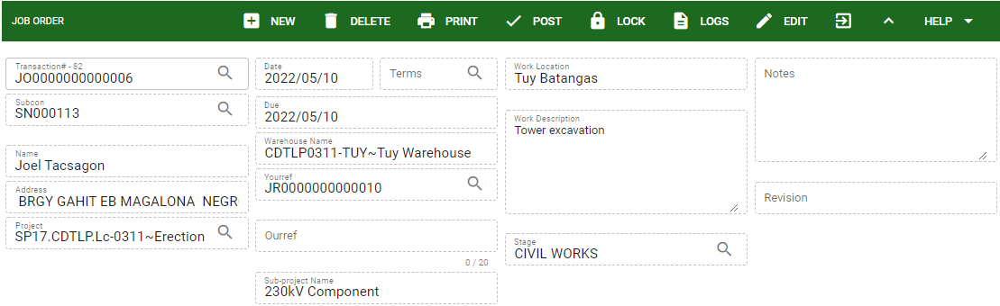 JOB ORDER
NEW
DELETE
PRINT
POST
LOCK
LOGS
EDIT
HELP
Transaction# - 82
JO0000000000006
Subcon
SN000113
Name
Joel Tacsagon
Address
BRGY GAHIT EB MAGALONA NEGR
Project
SP17.CDTLP.Lc-0311~Erection
Date
2022/05/10
Terms
Due
2022/05/10
Warehouse Name
CDTLP0311-TUY~Tuy Warehouse
Yourref
JR0000000000010
Ourref
0 / 20
Sub-project Name
230kV Component
Work Location
Tuy Batangas
Work Description
Tower excavation
Stage
CIVIL WORKS
Notes
Revision